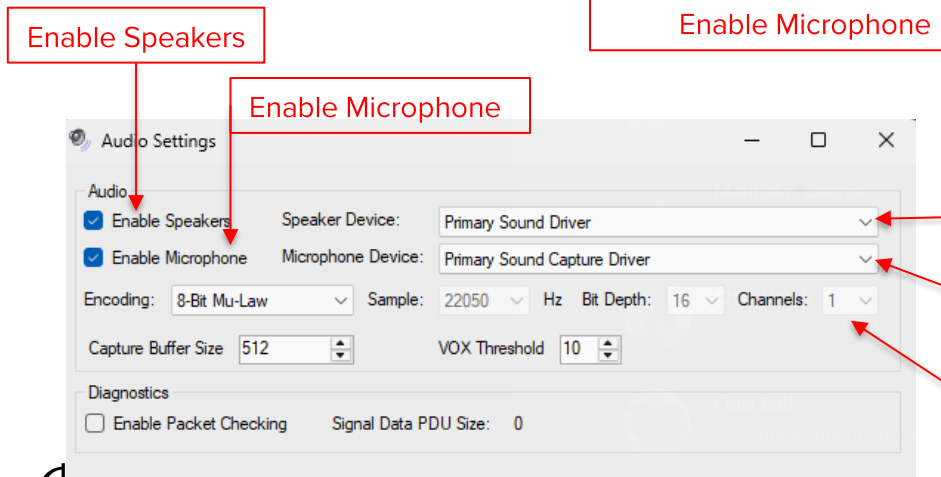 Enable Microphone
Enable Speakers
Enable Microphone
Audio Settings
Audio
Enable Speakers Speaker Device: Primary Sound Driver
Enable Microphone Microphone Device: Primary Sound Capture Driver
Encoding: 8-Bit Mu-Law Sample: 22050 Hz Bit Depth: 16 Channels: 1
Capture Buffer Size 512 VOX Threshold 10
Diagnostics
Enable Packet Checking Signal Data PDU Size: 0